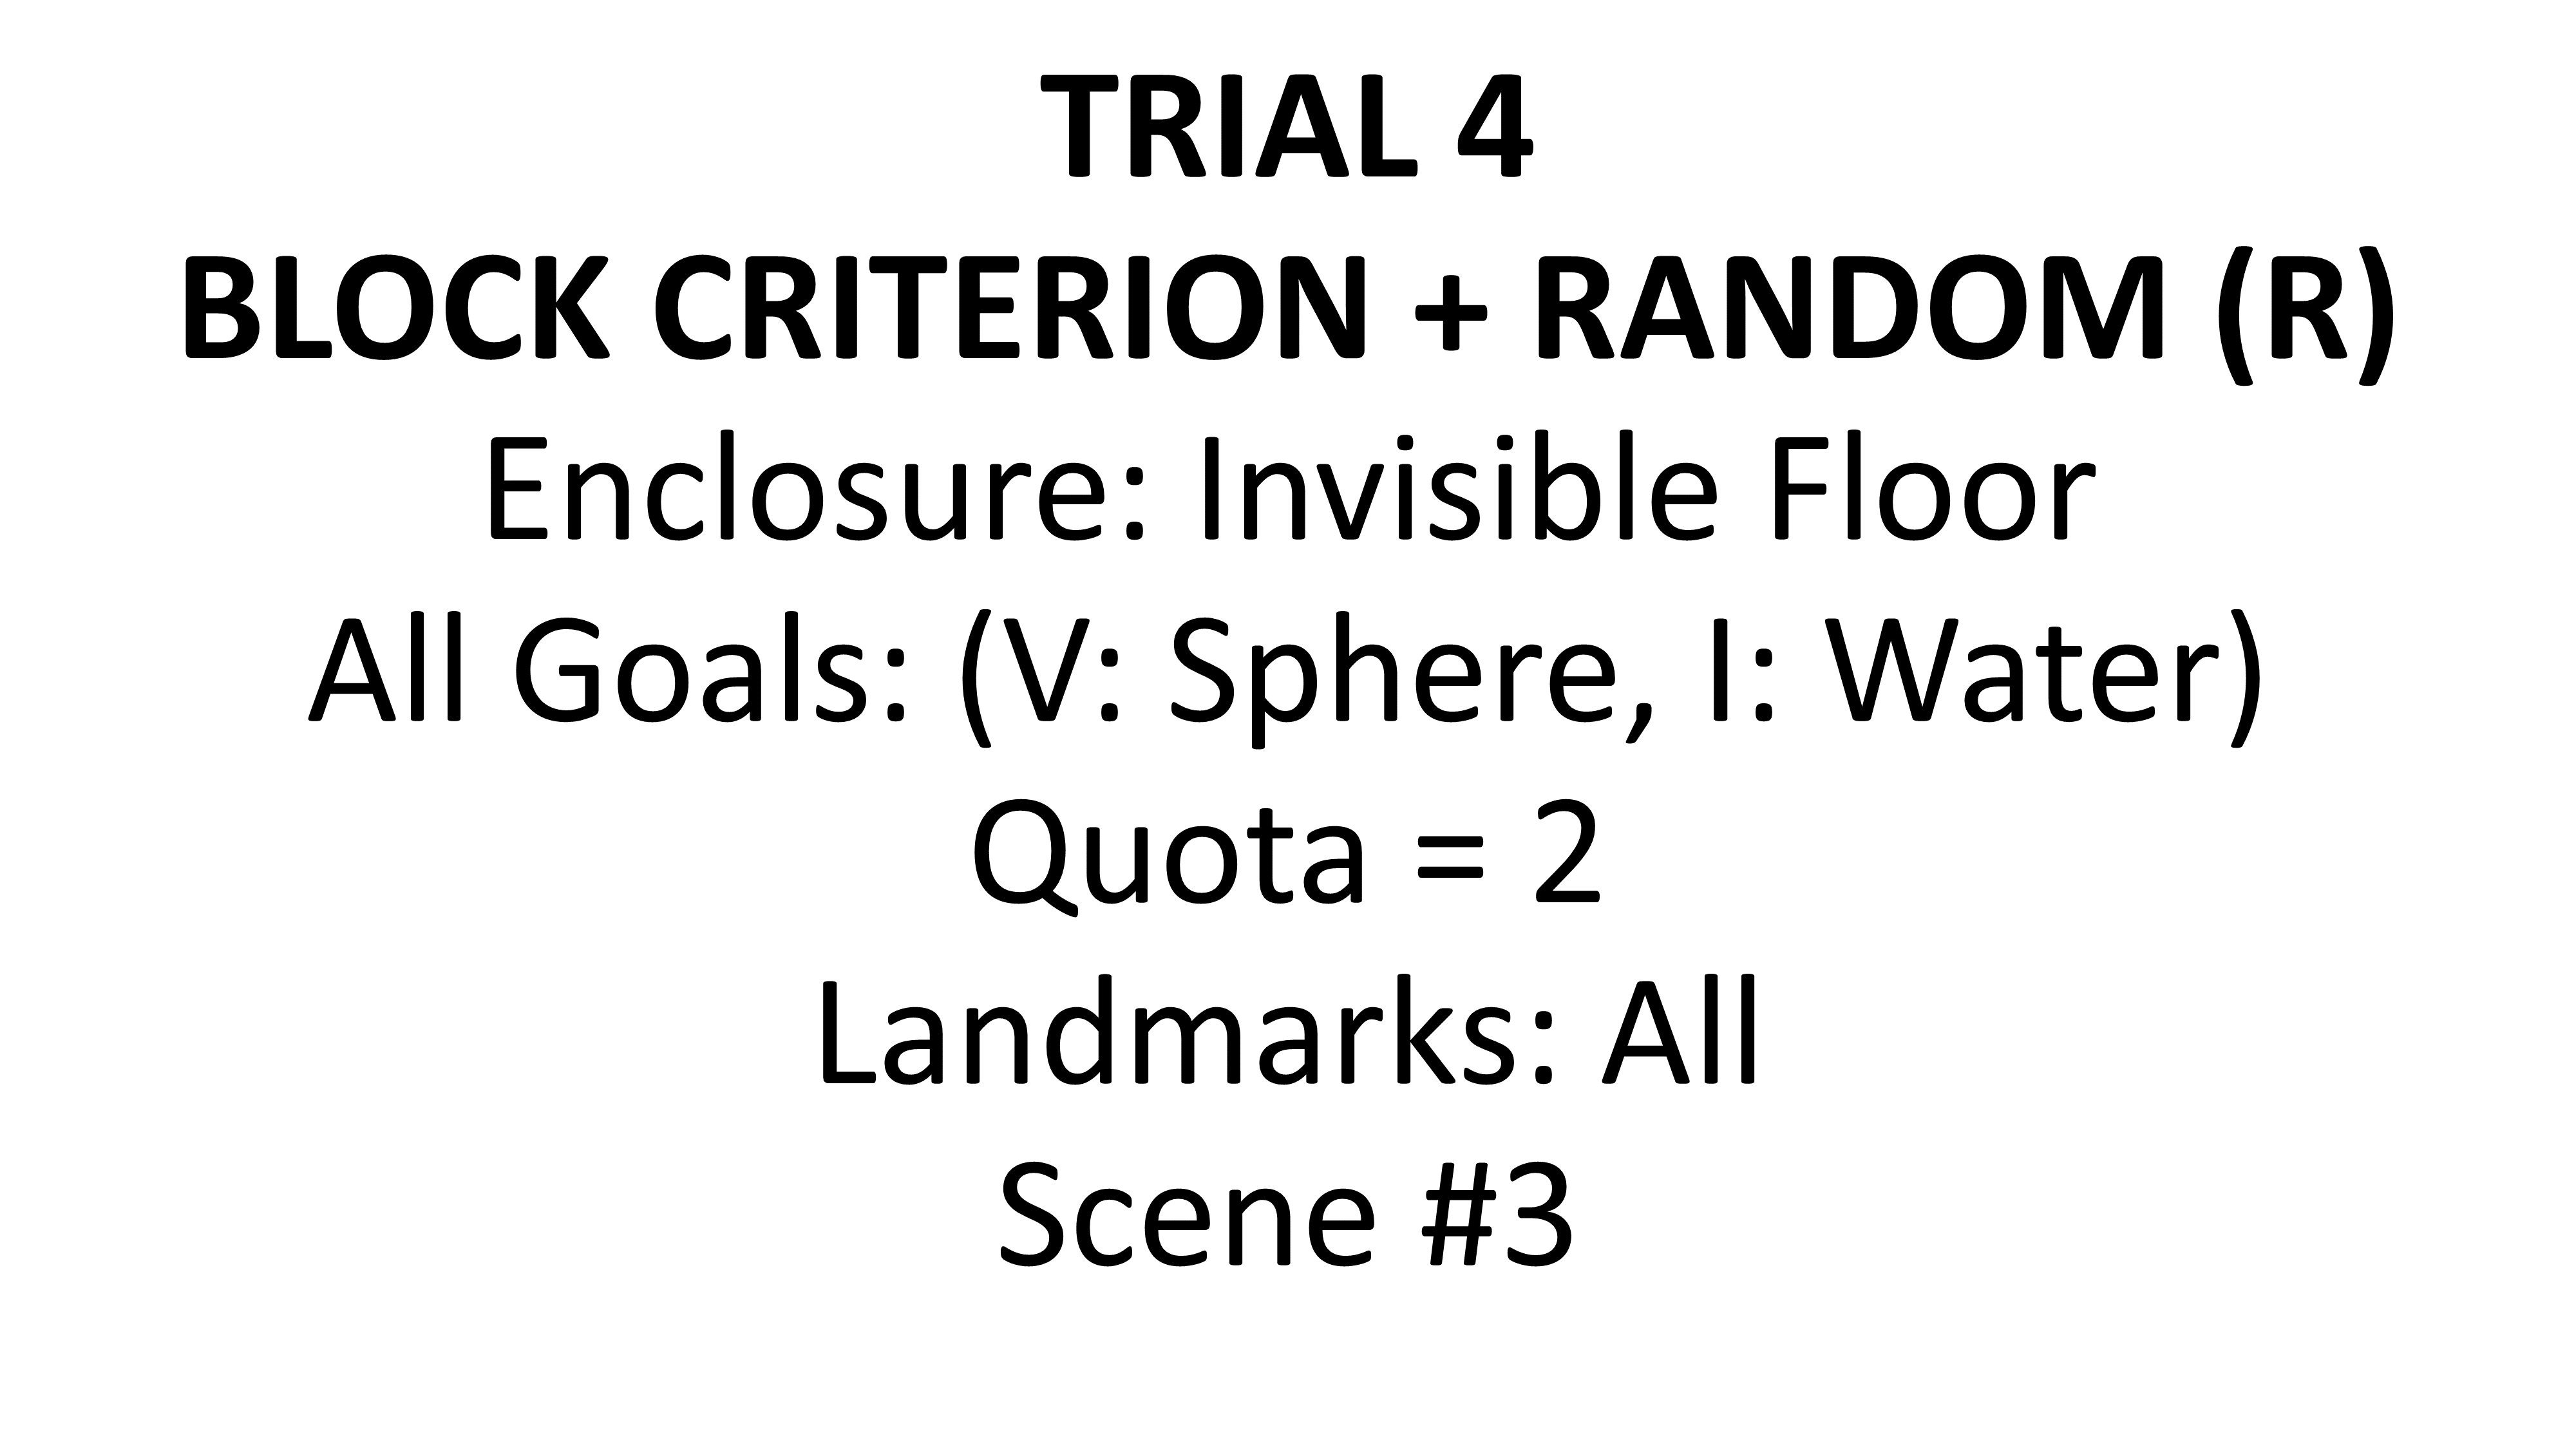 TRIAL 4
BLOCK CRITERION + RANDOM (R)
Enclosure: Invisible Floor
All Goals: (V: Sphere, I: Water)
Quota = 2
Landmarks: All
Scene #3